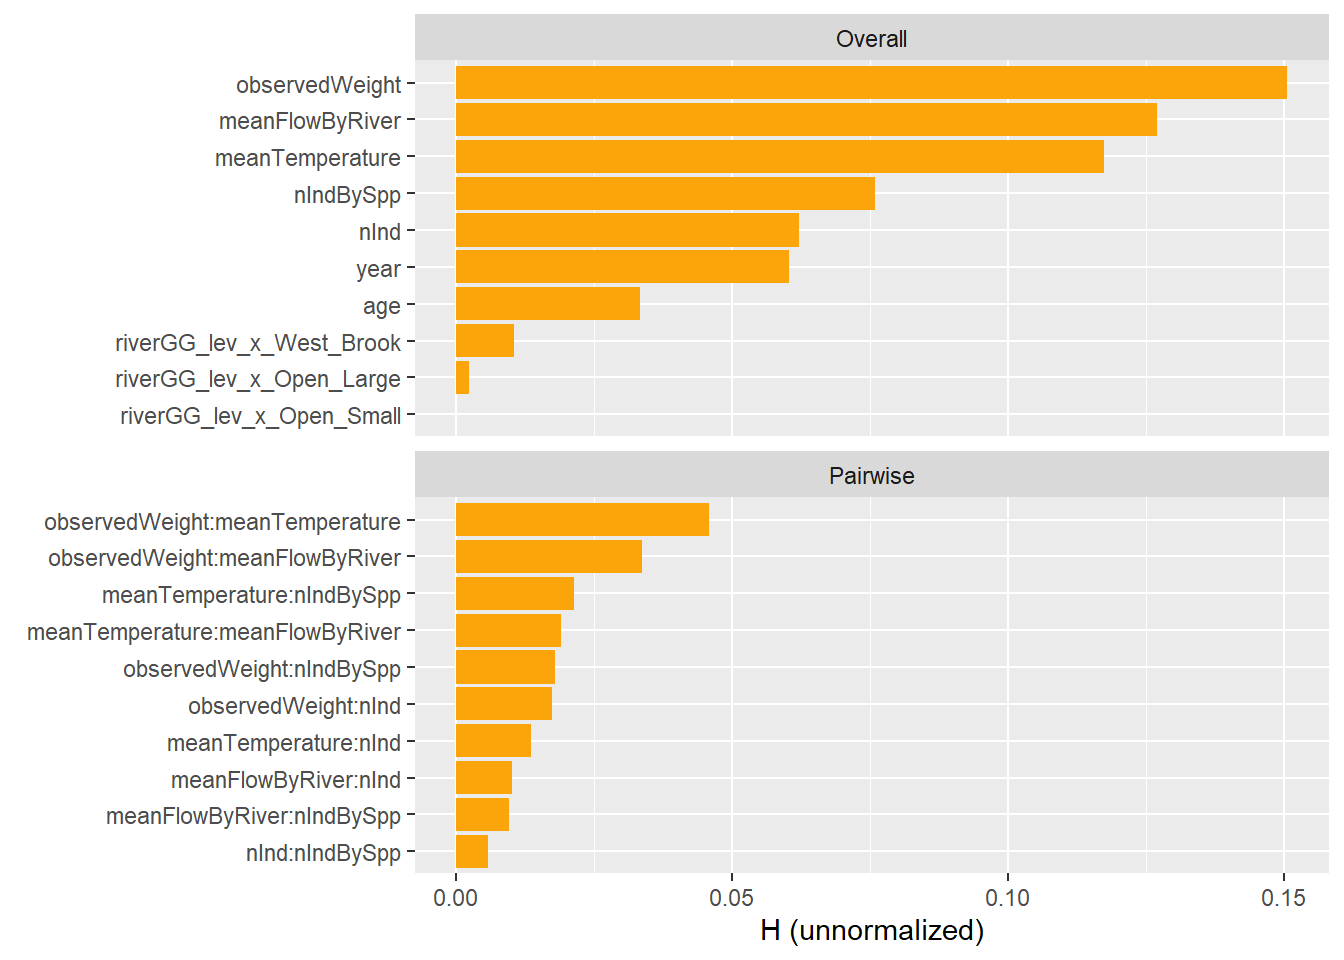 Overall
observedWeight
meanFlowByRiver
meanTemperature
nIndBySpp
nInd
year
age
riverGG_lev_x_West_Brook
riverGG_lev_x_Open_Large
riverGG_lev_x_Open_Small
Pairwise
observedWeight:meanTemperature
observedWeight:meanFlowByRiver
meanTemperature:nIndBySpp
meanTemperature:meanFlowByRiver
observedWeight:nIndBySpp
observedWeight:nInd
meanTemperature:nInd
meanFlowByRiver:nInd
meanFlowByRiver:nIndBySpp
nInd:nIndBySpp
0.00 0.05 0.10 0.15
H (unnormalized)